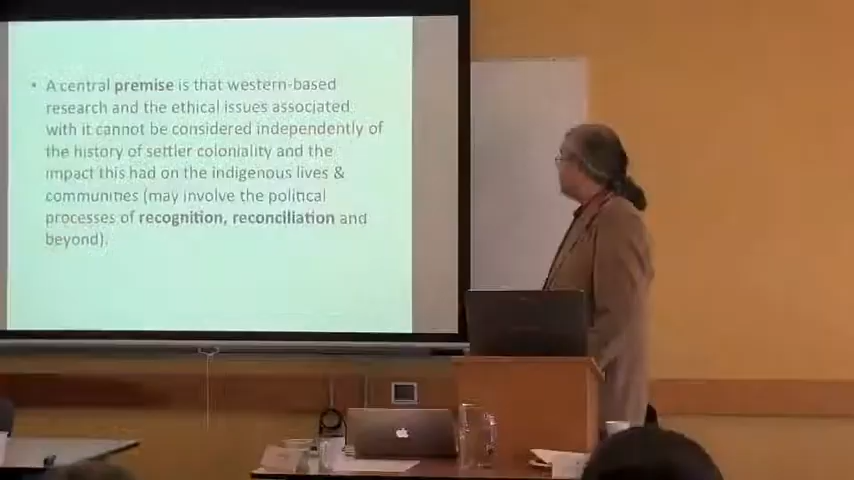 • A central premise is that western-based
research and the ethical issues associated
with it cannot be considered independently of
the history of settler coloniality and the
impact this had on the indigenous lives &
communities (may involve the political
processes of recognition, reconciliation and
beyond).